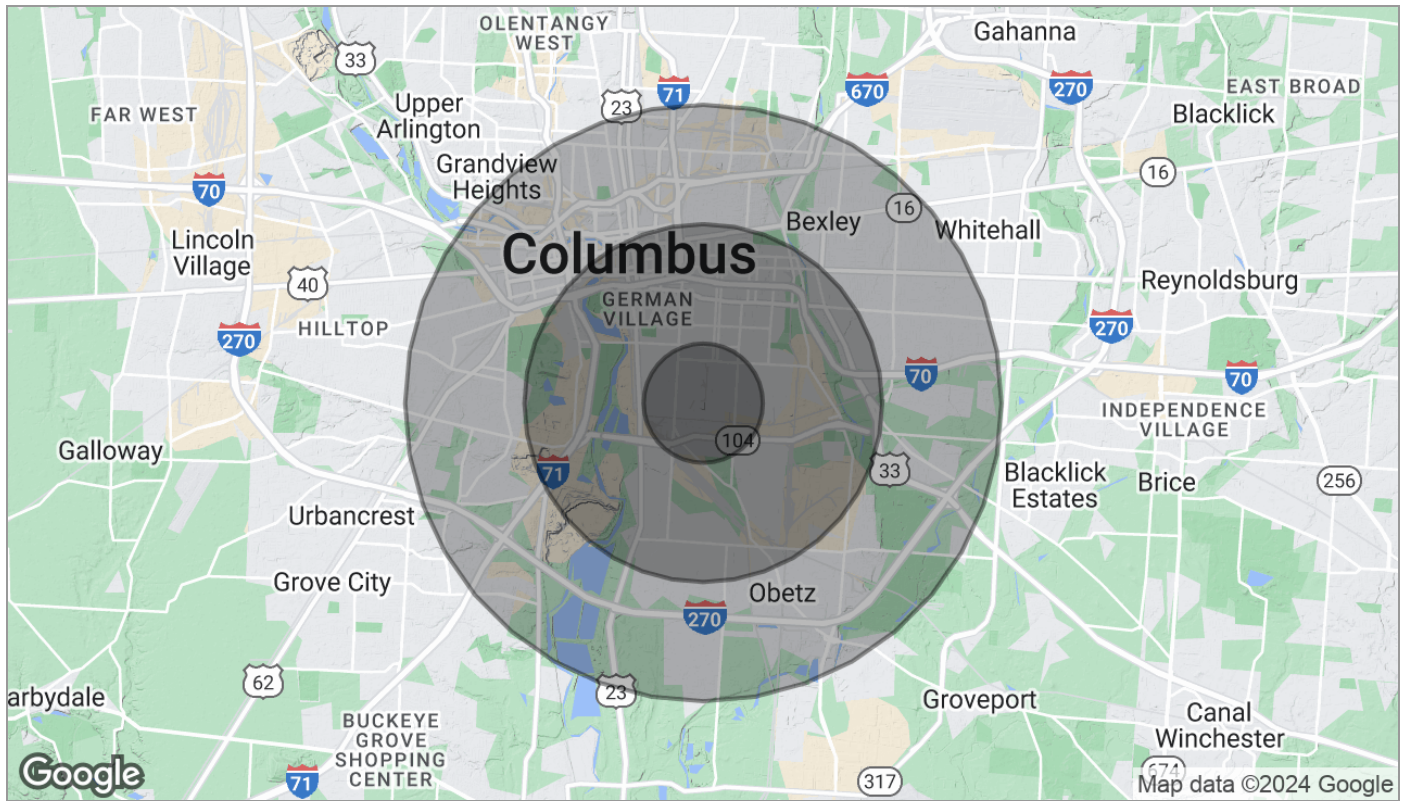 OLENTANGY
WEST
Gahanna
33
23
71
670
270
EAST BROAD
FAR WEST
Upper
Arlington
Blacklick
Grandview
Heights
16
70
16
Bexley
Whitehall
Lincoln
Village
Columbus
Reynoldsburg
40
GERMAN
VILLAGE
HILLTOP
270
270
70
70
INDEPENDENCE
VILLAGE
104
Galloway
71
33
Blacklick
Estates
Brice
256
Urbancrest
Grove City
Obetz
270
62
23
arbydale
Groveport
BUCKEYE
GROVE
SHOPPING
CENTER
Canal
Winchester
674
Google
71
317
Map data ©2024 Google